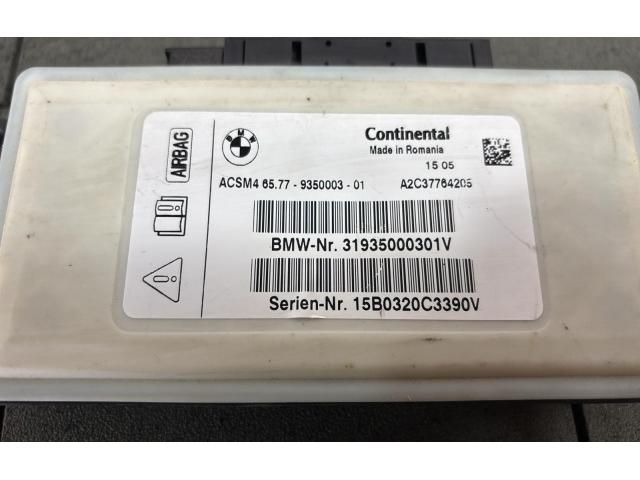 AIRBAG
BMW
Continental
Made in Romania
15 05
ACSM4 65.77 - 9350003 - 01 A2C37764205
BMW-Nr. 31935000301V
Serien-Nr. 15B0320C3390V